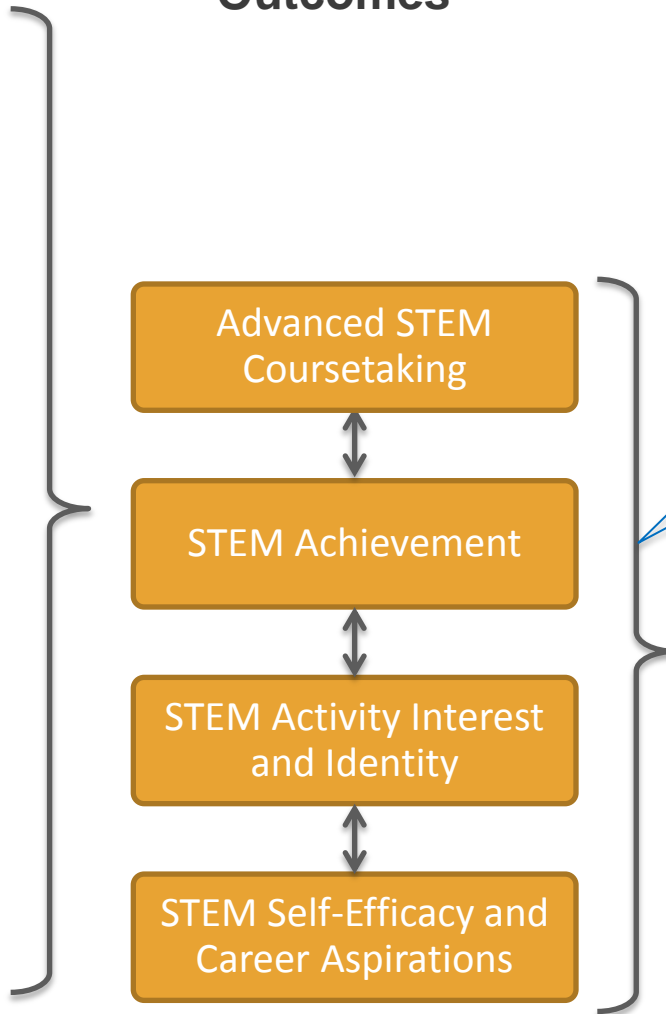 Outcomes
Advanced STEM
Coursetaking
STEM Achievement
STEM Activity Interest
and Identity
STEM Self-Efficacy and
Career Aspirations